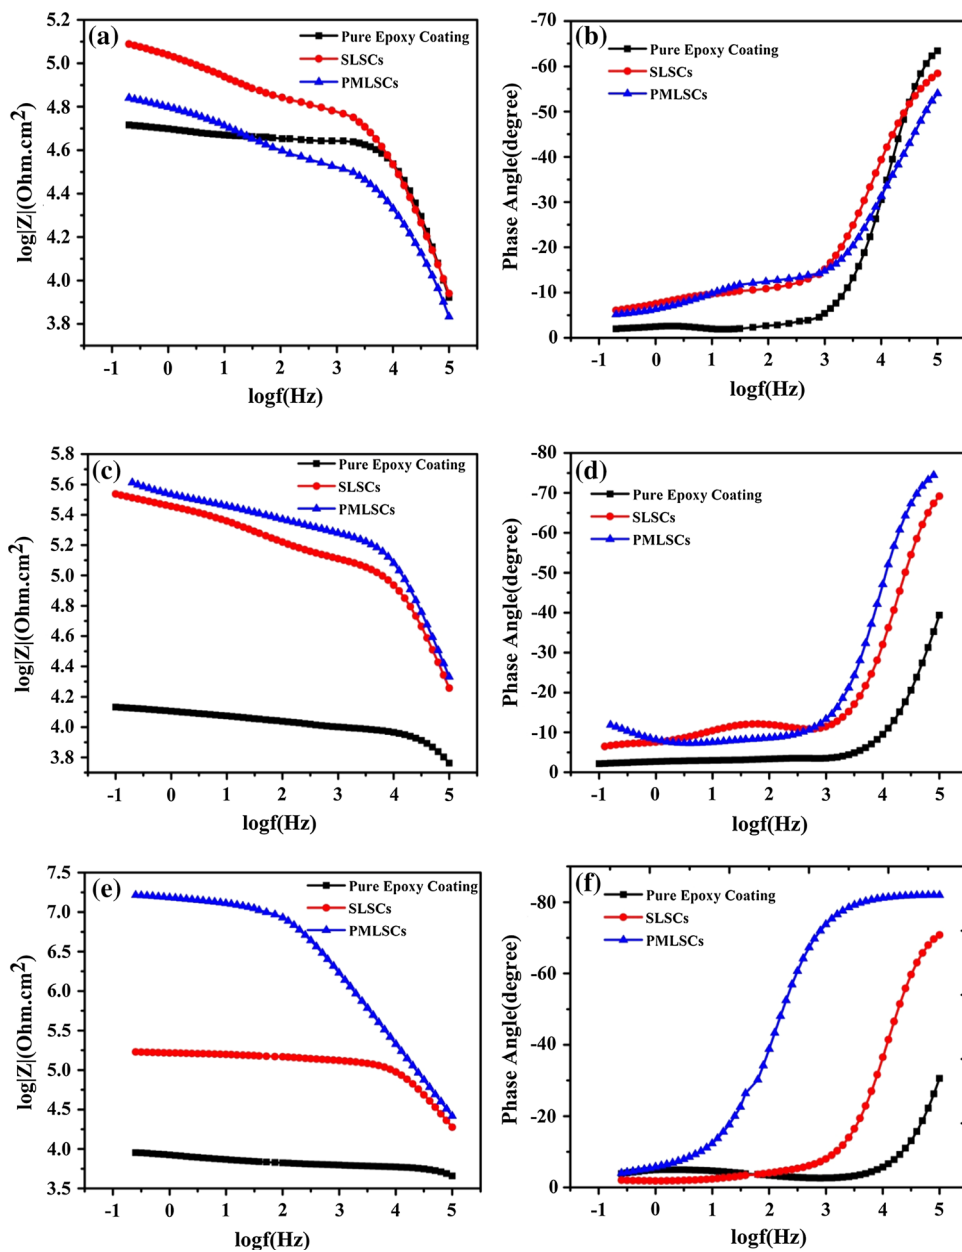 (a)
Pure Epoxy Coating
SLSCs
PMLSCs
5.2
5.0
4.8
4.6
4.4
4.2
4.0
3.8
log|Z|(Ohm.cm²)
-1 0 1 2 3 4 5
logf(Hz)
(b)
Pure Epoxy Coating
SLSCs
PMLSCs
-70
-60
-50
-40
-30
-20
-10
0
Phase Angle(degree)
-1 0 1 2 3 4 5
logf(Hz)
(c)
Pure Epoxy Coating
SLSCs
PMLSCs
5.8
5.6
5.4
5.2
5.0
4.8
4.6
4.4
4.2
4.0
3.8
log|Z|(Ohm.cm²)
-1 0 1 2 3 4 5
logf(Hz)
(d)
Pure Epoxy Coating
SLSCs
PMLSCs
-80
-70
-60
-50
-40
-30
-20
-10
0
Phase Angle(degree)
-1 0 1 2 3 4 5
logf(Hz)
(e)
Pure Epoxy Coating
SLSCs
PMLSCs
7.5
7.0
6.5
6.0
5.5
5.0
4.5
4.0
3.5
log|Z|(Ohm.cm²)
-1 0 1 2 3 4 5
logf(Hz)
(f)
Pure Epoxy Coating
SLSCs
PMLSCs
-80
-60
-40
-20
0
Phase Angle(degree)
-1 0 1 2 3 4 5
logf(Hz)